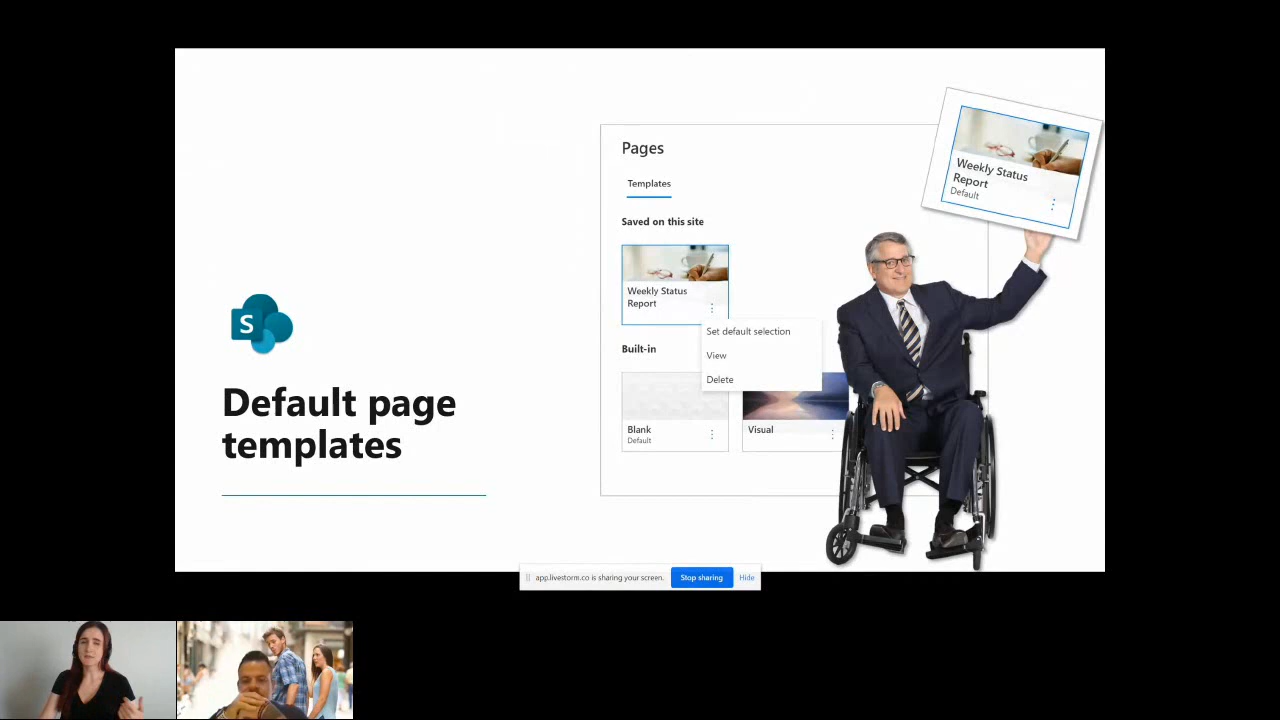 S
Default page
templates
Pages
Templates
Saved on this site
Weekly Status
Report
Set default selection
View
Delete
Built-in
Blank
Default
Visual
Weekly Status
Report
Default
app.livestorm.co is sharing your screen.
Stop sharing
Hide